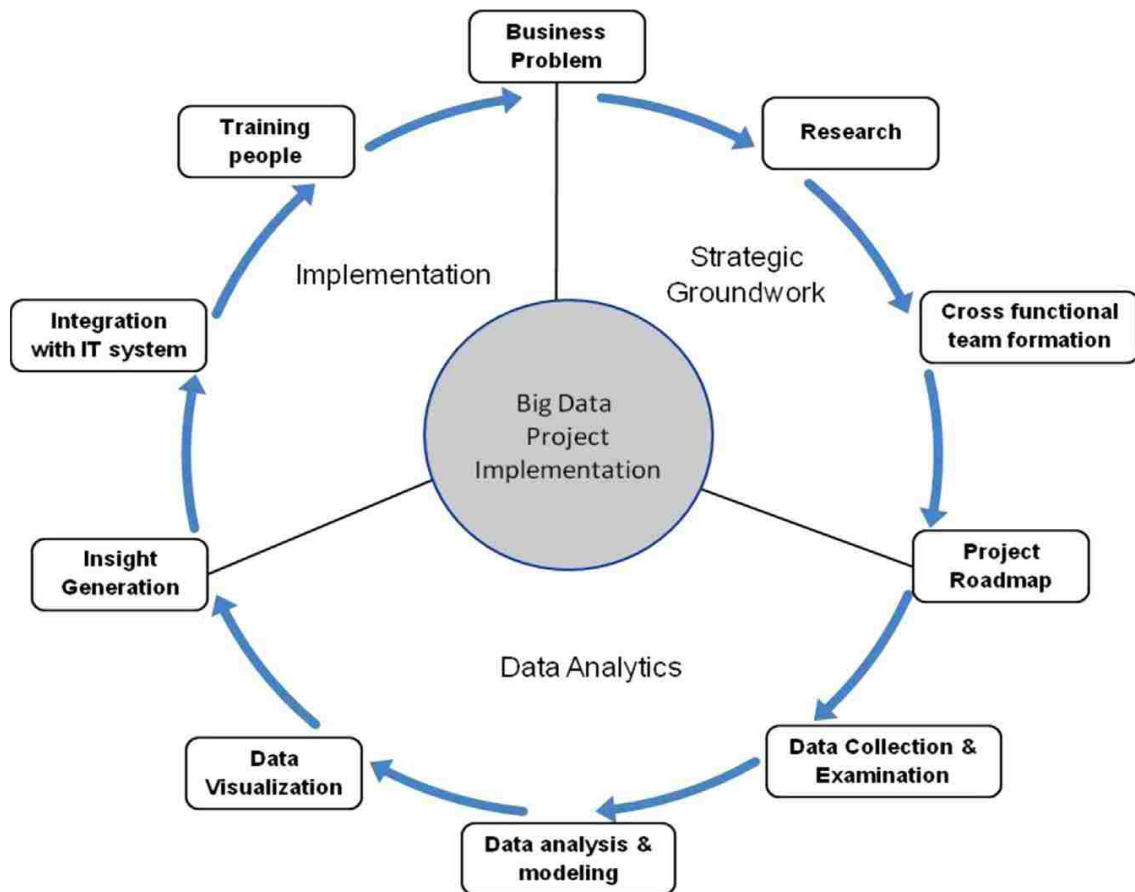 Business
Problem
Research
Cross functional
team formation
Project
Roadmap
Data Collection &
Examination
Data analysis &
modeling
Data
Visualization
Insight
Generation
Integration
with IT system
Training
people
Implementation
Strategic
Groundwork
Data Analytics
Big Data
Project
Implementation